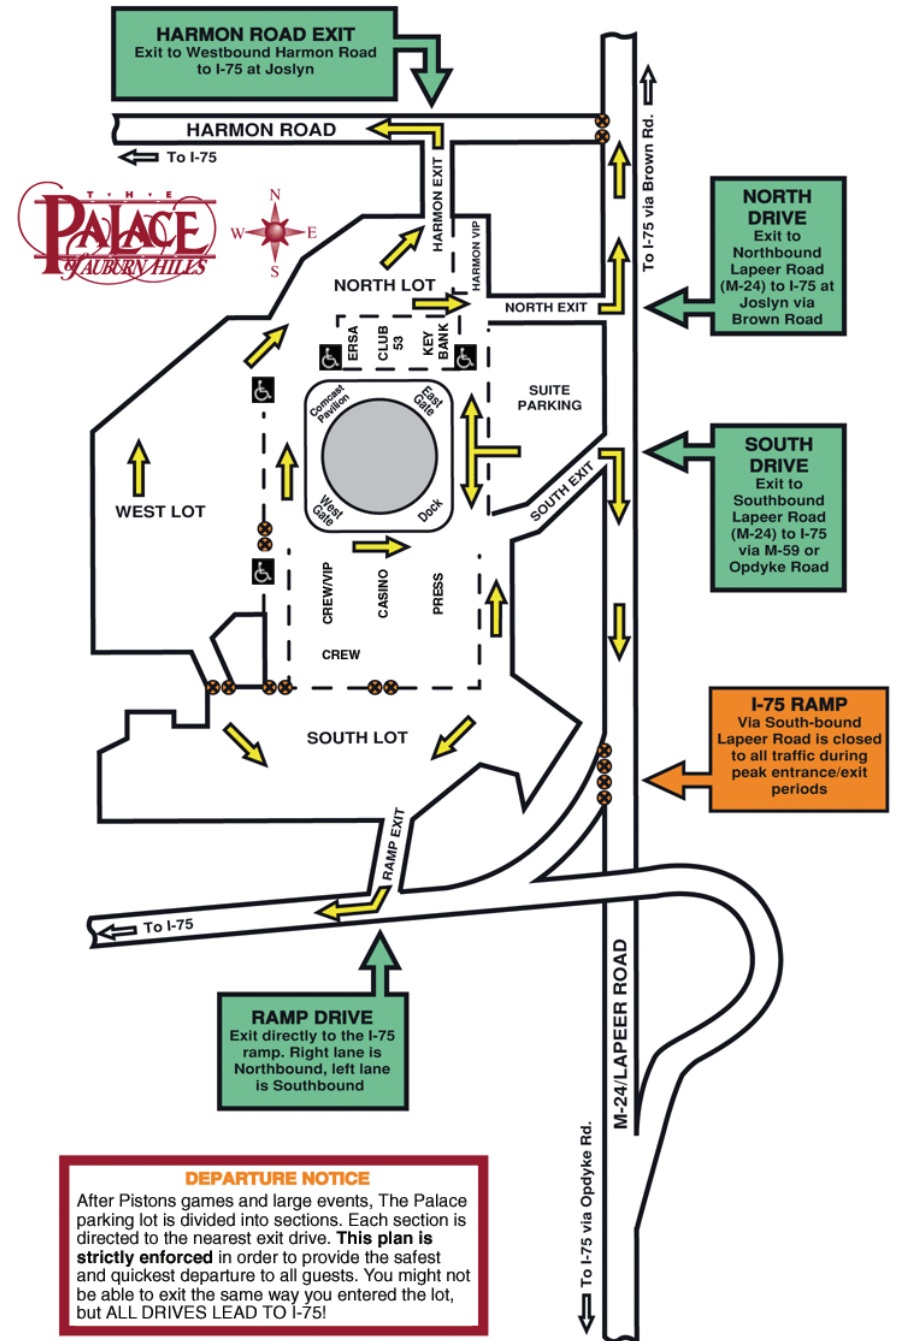 HARMON ROAD EXIT
Exit to Westbound Harmon Road
to I-75 at Joslyn
HARMON ROAD
To I-75
THE
PALACE
of AUBURN HILLS
N
W
E
S
HARMON EXIT
HARMON VIP
To I-75 via Brown Rd.
NORTH
DRIVE
Exit to
Northbound
Lapeer Road
(M-24) to I-75 at
Joslyn via
Brown Road
NORTH LOT
NORTH EXIT
ERSA
CLUB
53
KEY
BANK
SUITE
PARKING
Comcast
Pavilion
East
Gate
West
Gate
Dock
WEST LOT
SOUTH EXIT
SOUTH
DRIVE
Exit to
Southbound
Lapeer Road
(M-24) to I-75
via M-59 or
Opdyke Road
CREW/VIP
CASINO
PRESS
CREW
SOUTH LOT
I-75 RAMP
Via South-bound
Lapeer Road is closed
to all traffic during
peak entrance/exit
periods
RAMP EXIT
To I-75
M-24/LAPEER ROAD
RAMP DRIVE
Exit directly to the I-75
ramp. Right lane is
Northbound, left lane
is Southbound
To I-75 via Opdyke Rd.
DEPARTURE NOTICE
After Pistons games and large events, The Palace
parking lot is divided into sections. Each section is
directed to the nearest exit drive. This plan is
strictly enforced in order to provide the safest
and quickest departure to all guests. You might not
be able to exit the same way you entered the lot,
but ALL DRIVES LEAD TO I-75!